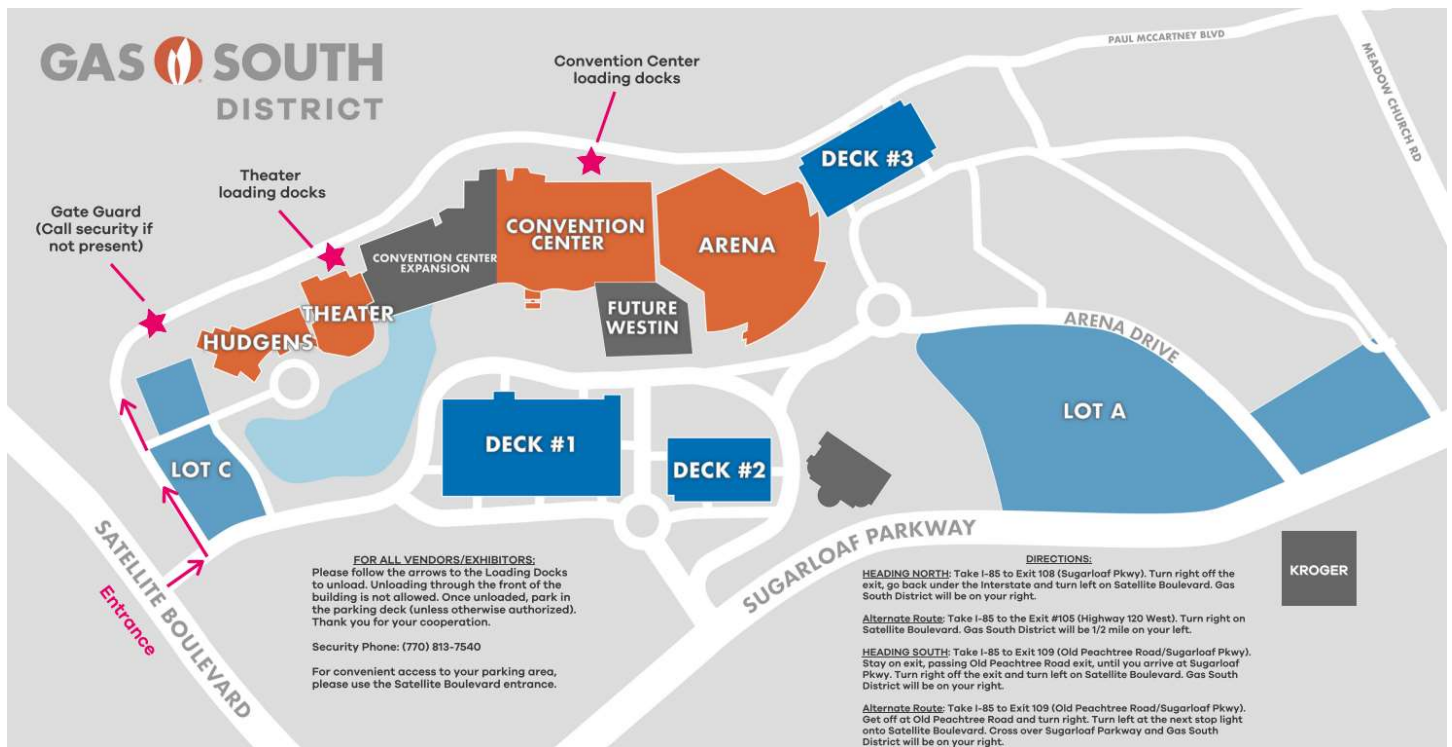 GAS SOUTH
DISTRICT
Convention Center
loading docks
PAUL MCCARTNEY BLVD
MEADOW CHURCH RD
Theater
loading docks
Gate Guard
(Call security if
not present)
DECK #3
CONVENTION
CENTER
ARENA
CONVENTION CENTER
EXPANSION
FUTURE
WESTIN
THEATER
HUDGENS
ARENA DRIVE
LOT A
DECK #1
DECK #2
LOT C
SATELLITE BOULEVARD
Entrance
SUGARLOAF PARKWAY
KROGER
FOR ALL VENDORS/EXHIBITORS:
Please follow the arrows to the Loading Docks
to unload. Unloading through the front of the
building is not allowed. Once unloaded, park in
the parking deck (unless otherwise authorized).
Thank you for your cooperation.
Security Phone: (770) 813-7540
For convenient access to your parking area,
please use the Satellite Boulevard entrance.
DIRECTIONS:
HEADING NORTH: Take I-85 to Exit 108 (Sugarloaf Pkwy). Turn right off the
exit, go back under the Interstate and turn left on Satellite Boulevard. Gas
South District will be on your right.
Alternate Route: Take I-85 to the Exit #105 (Highway 120 West). Turn right on
Satellite Boulevard. Gas South District will be 1/2 mile on your left.
HEADING SOUTH: Take I-85 to Exit 109 (Old Peachtree Road/Sugarloaf Pkwy).
Stay on exit, passing Old Peachtree Road exit, until you arrive at Sugarloaf
Pkwy. Turn right off the exit and turn left on Satellite Boulevard. Gas South
District will be on your right.
Alternate Route: Take I-85 to Exit 109 (Old Peachtree Road/Sugarloaf Pkwy).
Get off at Old Peachtree Road and turn right. Turn left at the next stop light
onto Satellite Boulevard. Cross over Sugarloaf Parkway and Gas South
District will be on your right.